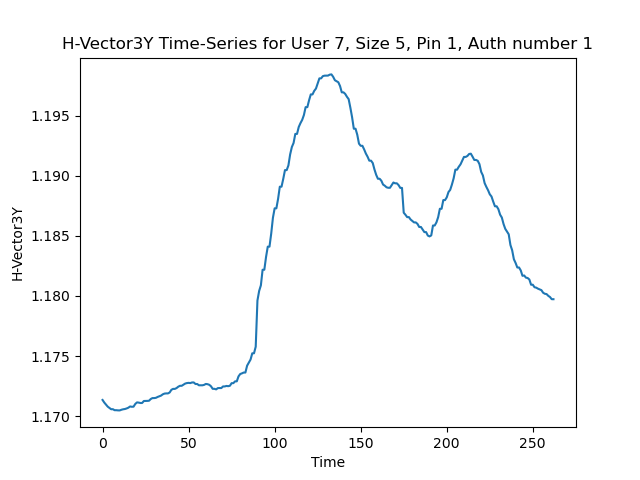 H-Vector3Y Time-Series for User 7, Size 5, Pin 1, Auth number 1
1.195
1.190
1.185
1.180
1.175
1.170
H-Vector3Y
0 50 100 150 200 250
Time